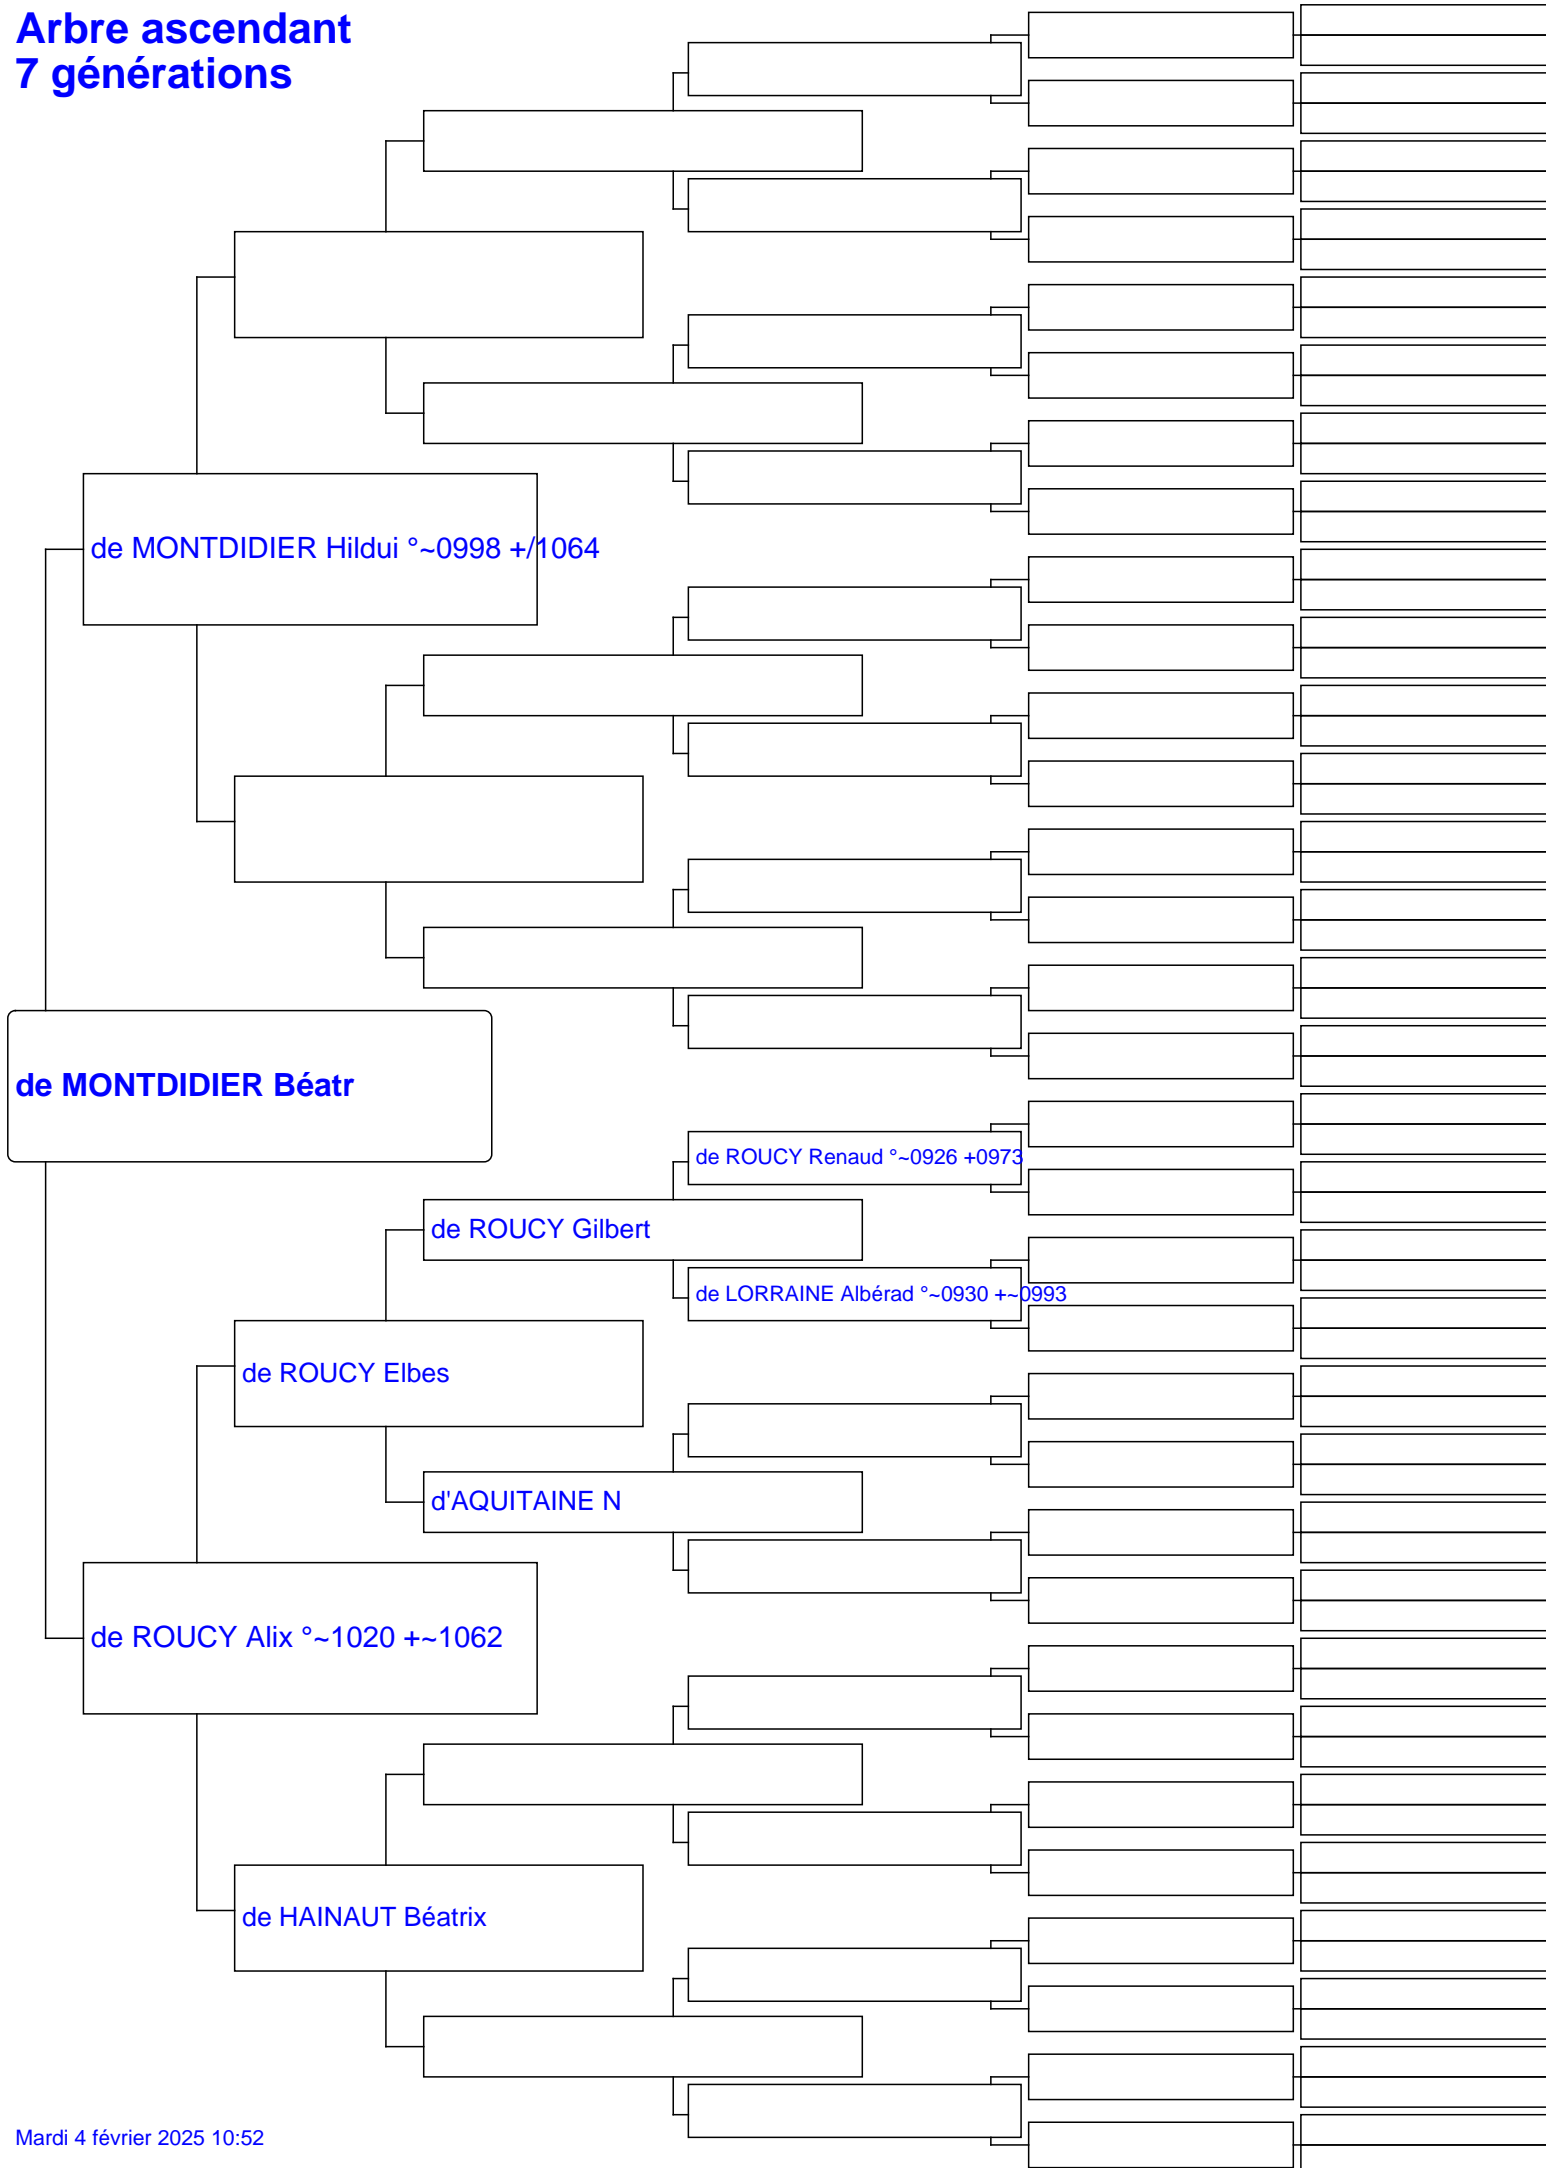 Arbre ascendant
7 générations
de MONTDIDIER Hildui °~0998 +/1064
de MONTDIDIER Béatr
de ROUCY Renaud °~0926 +0973
de ROUCY Gilbert
de LORRAINE Albérad °~0930 +~0993
de ROUCY Elbes
d'AQUITAINE N
de ROUCY Alix °~1020 +~1062
de HAINAUT Béatrix
Mardi 4 février 2025 10:52